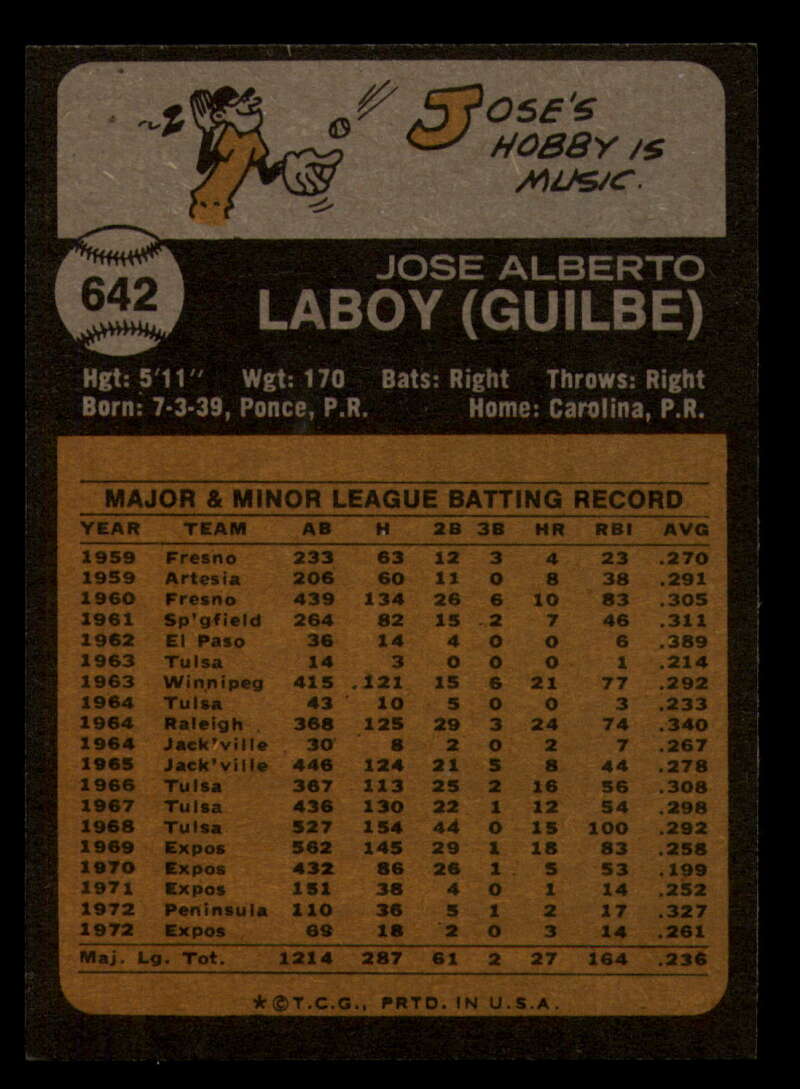 ~2
JOSE'S
HOBBY IS
MUSIC.
642
JOSE ALBERTO
LABOY (GUILBE)
Hgt: 5'11" Wgt: 170 Bats: Right Throws: Right
Born: 7-3-39, Ponce, P.R. Home: Carolina, P.R.
MAJOR & MINOR LEAGUE BATTING RECORD
YEAR TEAM AB H 2B 3B HR RBI AVG
1959 Fresno 233 63 12 3 4 23 .270
1959 Artesia 206 60 11 0 8 38 .291
1960 Fresno 439 134 26 6 10 83 .305
1961 Sp'gfield 264 82 15 2 7 46 .311
1962 El Paso 36 14 4 0 0 6 .389
1963 Tulsa 14 3 0 0 0 1 .214
1963 Winnipeg 415 121 15 6 21 77 .292
1964 Tulsa 43 10 5 0 0 3 .233
1964 Raleigh 368 125 29 3 24 74 .340
1964 Jack'ville 30 8 2 0 2 7 .267
1965 Jack'ville 446 124 21 5 8 44 .278
1966 Tulsa 367 113 25 2 16 56 .308
1967 Tulsa 436 130 22 1 12 54 .298
1968 Tulsa 527 154 44 0 15 100 .292
1969 Expos 562 145 29 1 18 83 .258
1970 Expos 432 86 26 1 5 53 .199
1971 Expos 151 38 4 0 1 14 .252
1972 Peninsula 110 36 5 1 2 17 .327
1972 Expos 69 18 2 0 3 14 .261
Maj. Lg. Tot. 1214 287 61 2 27 164 .236
*©T.C.G., PRTD. IN U.S.A.